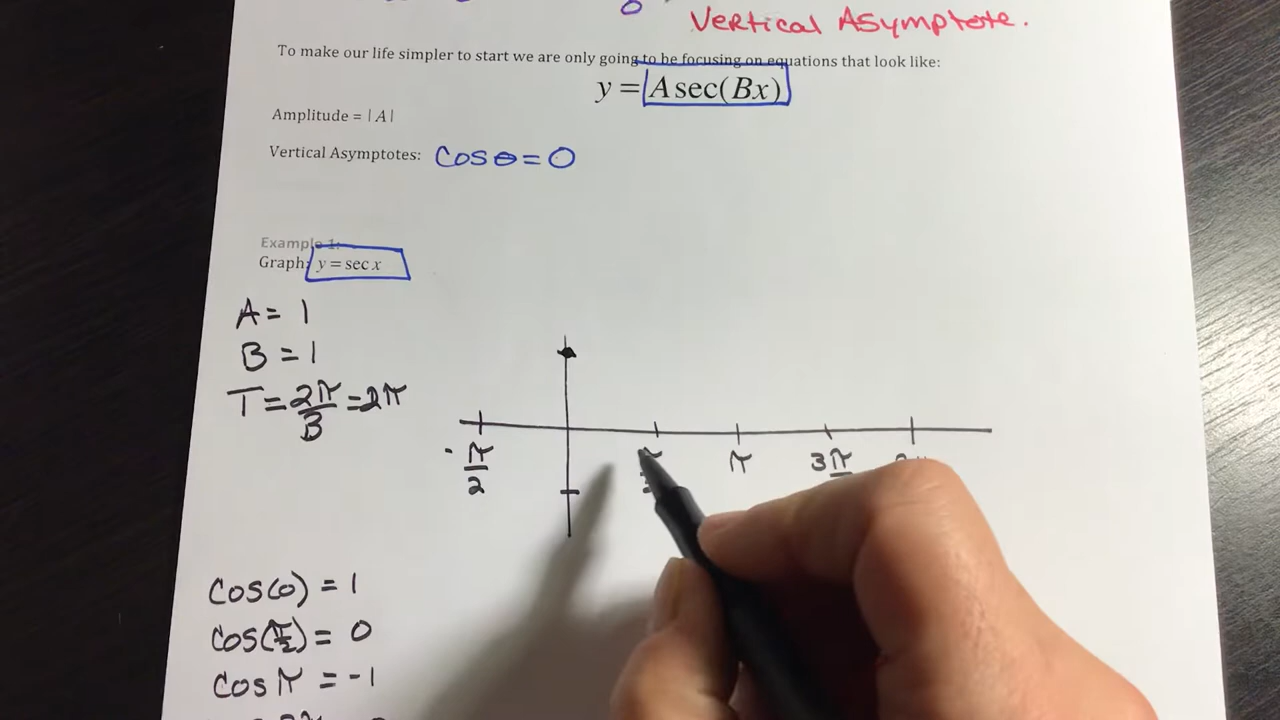 Vertical Asymptote.
To make our life simpler to start we are only going to be focusing on equations that look like:
y = A sec(Bx)
Amplitude = |A|
Vertical Asymptotes: cos θ = 0
Example 1:
Graph: y = sec x
A = 1
B = 1
T = 2π/B = 2π
-π/2 π 3π
cos(0) = 1
cos(π/2) = 0
cos π = -1